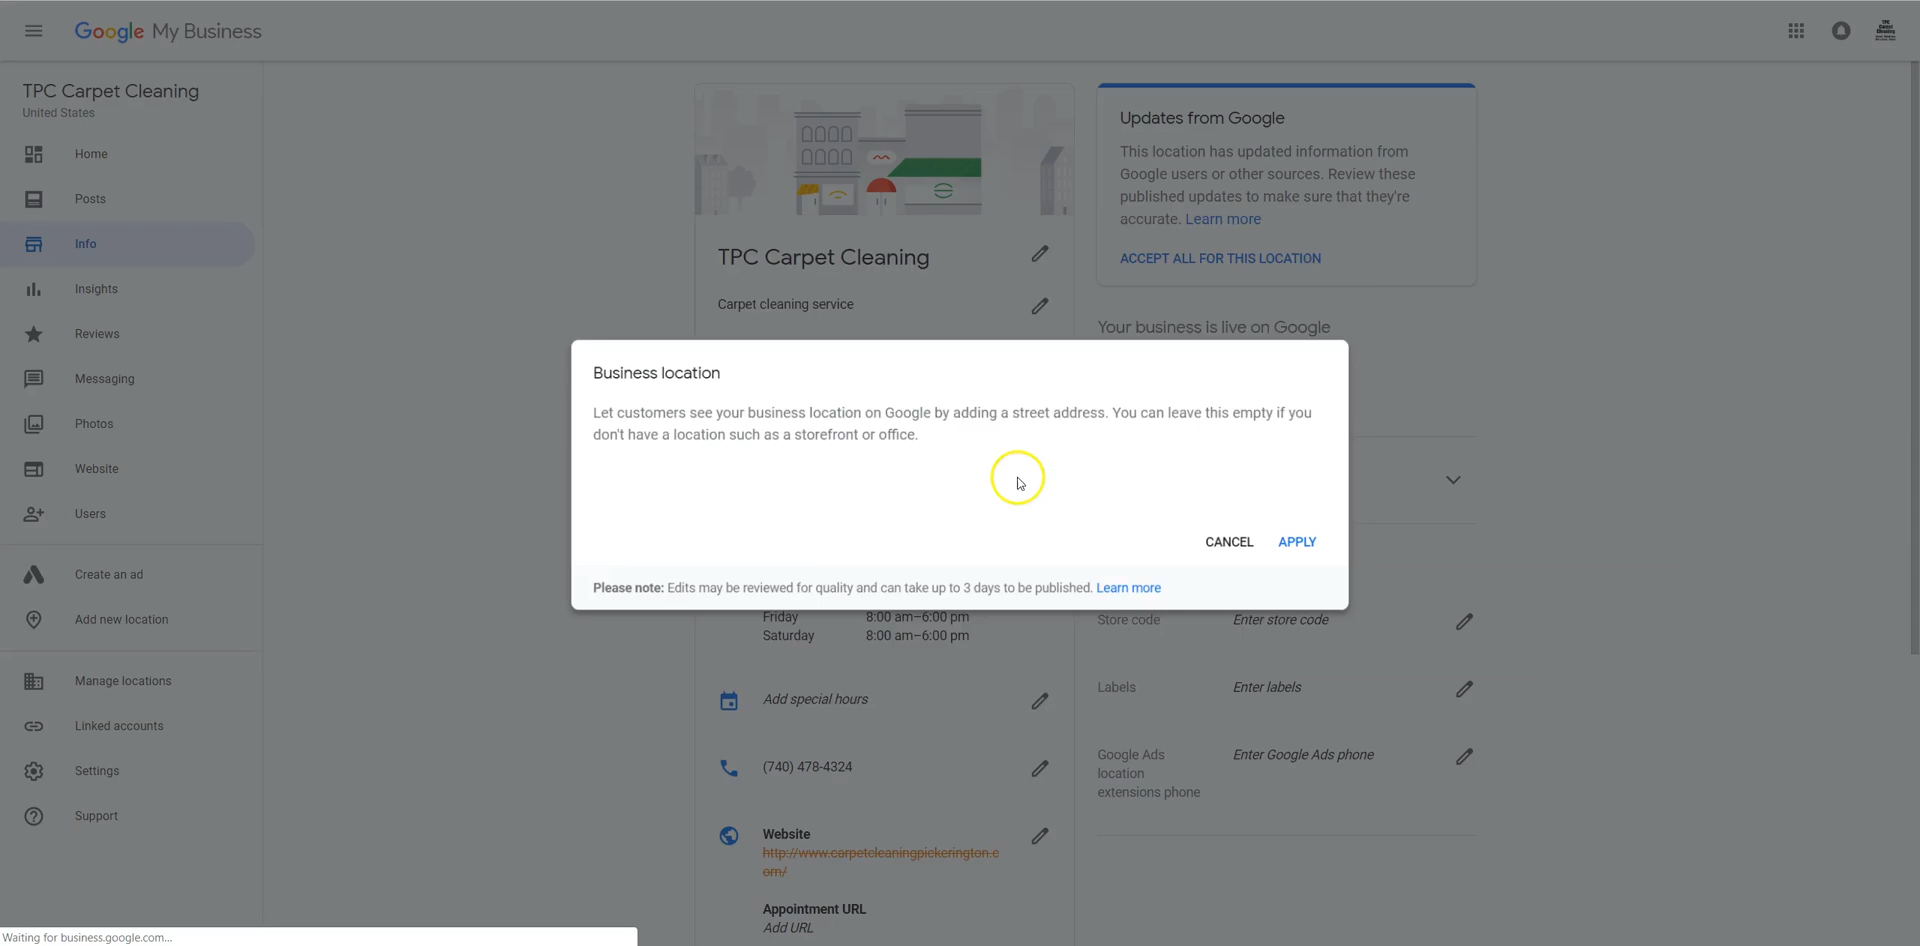 Google My Business
TPC Carpet Cleaning
United States
Home
Posts
Info
Insights
Reviews
Messaging
Photos
Website
Users
Create an ad
Add new location
Manage locations
Linked accounts
Settings
Support
TPC Carpet Cleaning
Carpet cleaning service
Updates from Google
This location has updated information from
Google users or other sources. Review these
published updates to make sure that they're
accurate. Learn more
ACCEPT ALL FOR THIS LOCATION
Your business is live on Google
Business location
Let customers see your business location on Google by adding a street address. You can leave this empty if you
don't have a location such as a storefront or office.
CANCEL APPLY
Please note: Edits may be reviewed for quality and can take up to 3 days to be published. Learn more
Friday 8:00 am–6:00 pm
Saturday 8:00 am–6:00 pm
Add special hours
(740) 478-4324
Website
http://www.carpetcleaningpickerington.c
om/
Appointment URL
Add URL
Store code Enter store code
Labels Enter labels
Google Ads Enter Google Ads phone
location
extensions phone
Waiting for business.google.com...